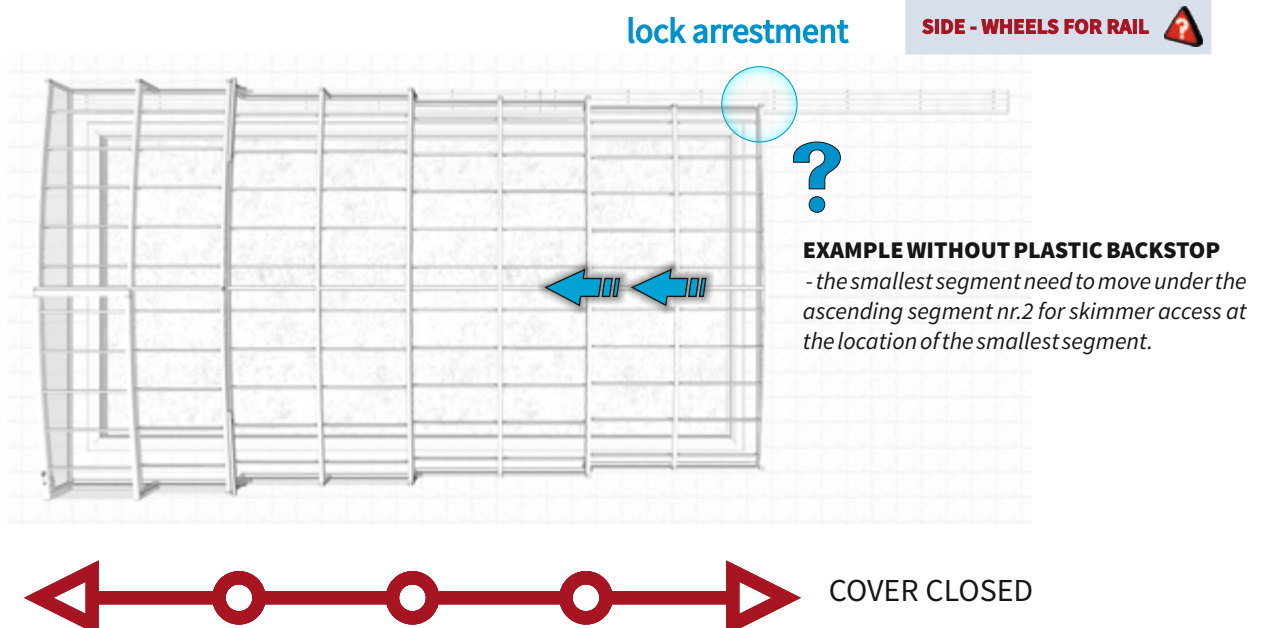 lock arrestment
SIDE - WHEELS FOR RAIL
?
?
EXAMPLE WITHOUT PLASTIC BACKSTOP
- the smallest segment need to move under the
ascending segment nr.2 for skimmer access at
the location of the smallest segment.
COVER CLOSED